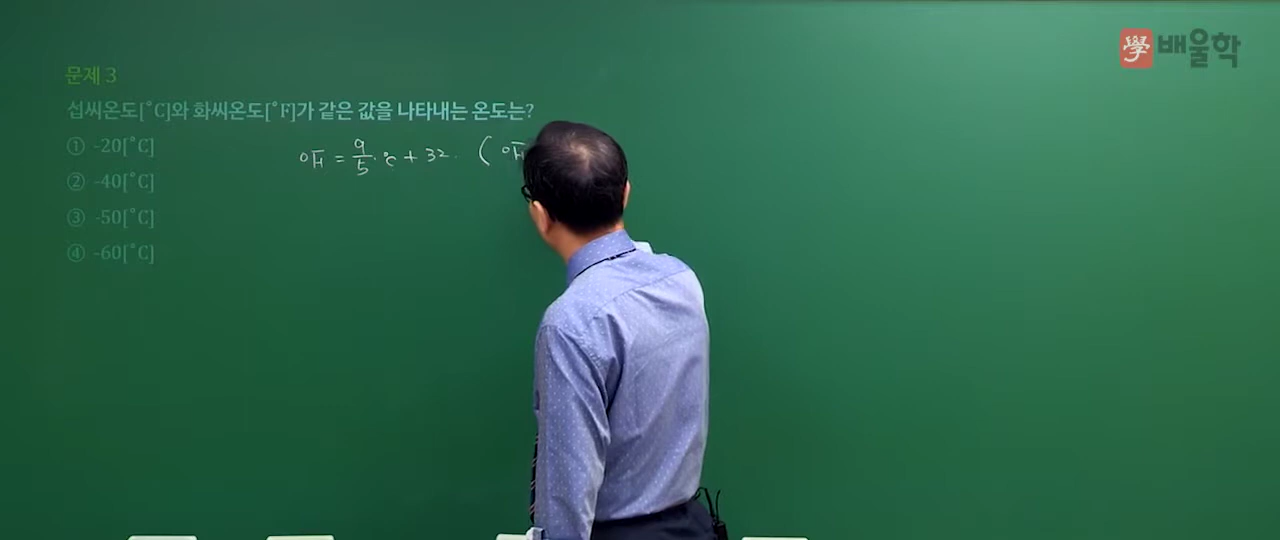 學 배울학
문제 3
섭씨온도[°C]와 화씨온도[°F]가 같은 값을 나타내는 온도는?
① -20[°C]
② -40[°C]
③ -50[°C]
④ -60[°C]
°F = 9/5 · °C + 32. ( °F